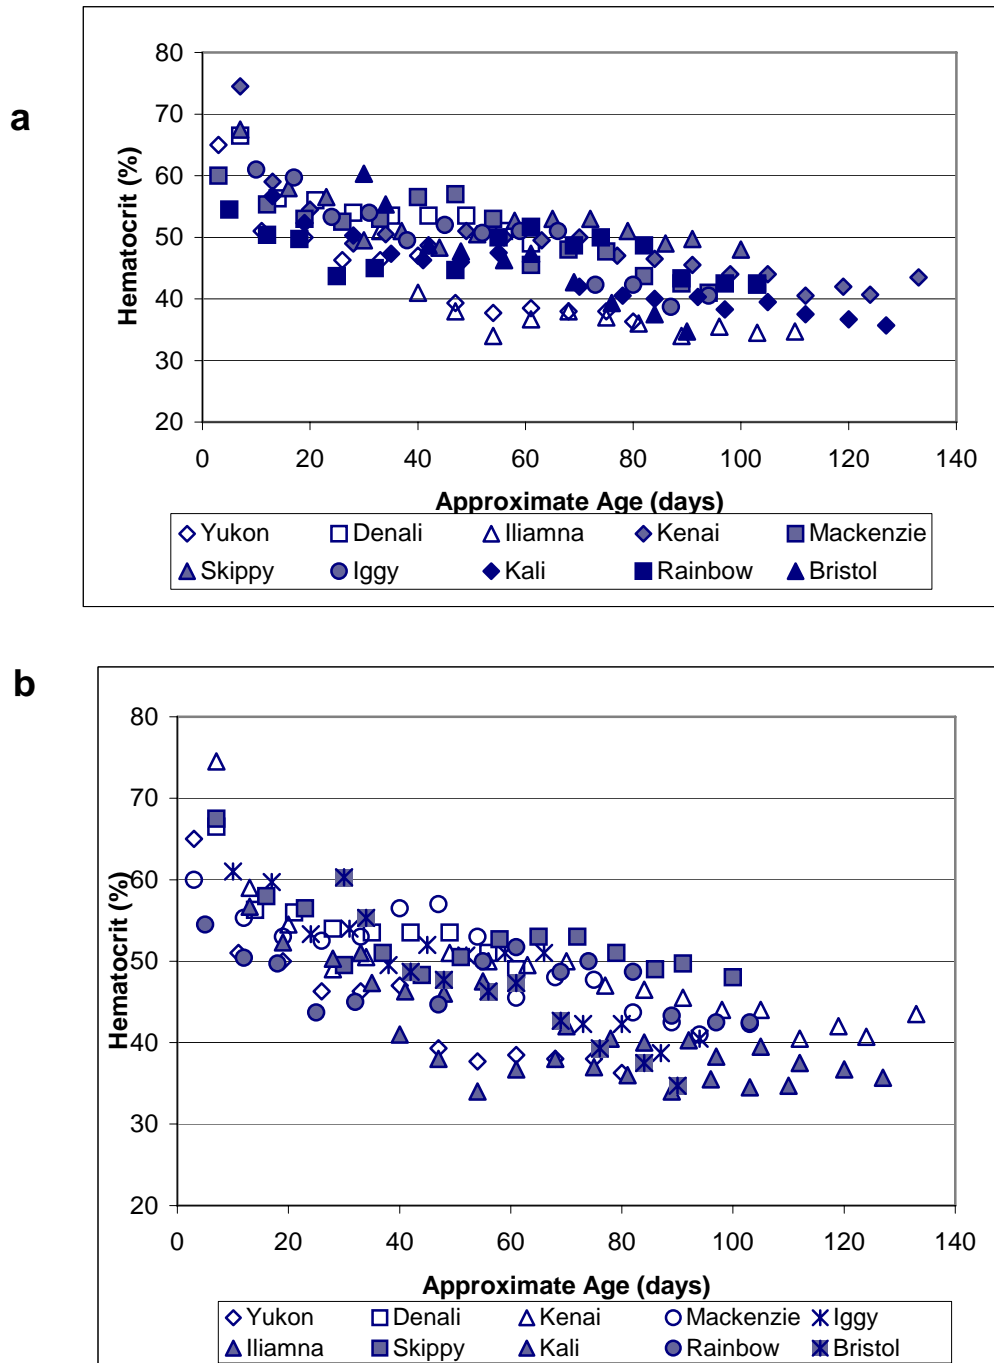 a
80
70
60
50
40
30
20
Hematocrit (%)
0 20 40 60 80 100 120 140
Approximate Age (days)
Yukon Denali Iliamna Kenai Mackenzie
Skippy Iggy Kali Rainbow Bristol
b
80
70
60
50
40
30
20
Hematocrit (%)
0 20 40 60 80 100 120 140
Approximate Age (days)
Yukon Denali Kenai Mackenzie Iggy
Iliamna Skippy Kali Rainbow Bristol